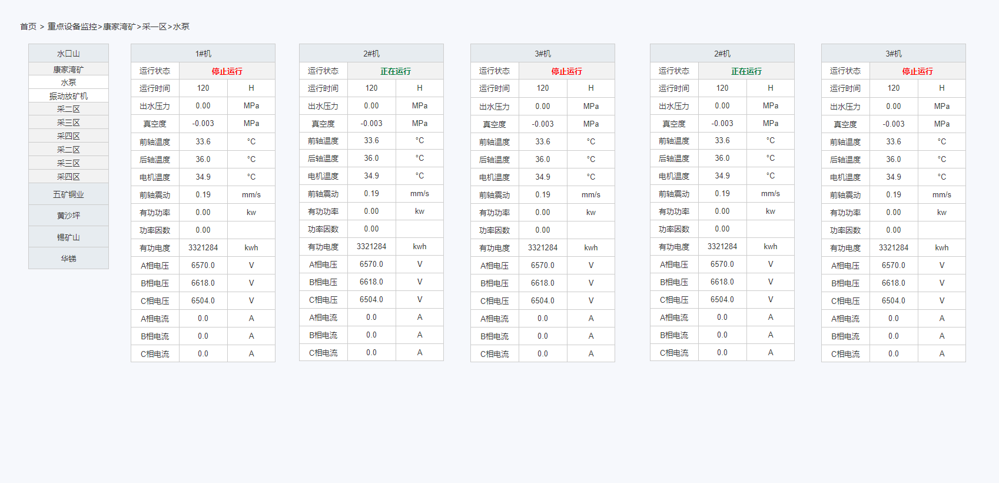 首页 > 重点设备监控>康家湾矿>采一区>水泵
水口山
康家湾矿
水泵
振动放矿机
采二区
采三区
采四区
采二区
采三区
采四区
五矿铜业
黄沙坪
锡矿山
华锑
1#机
运行状态 停止运行
运行时间 120 H
出水压力 0.00 MPa
真空度 -0.003 MPa
前轴温度 33.6 °C
后轴温度 36.0 °C
电机温度 34.9 °C
前轴震动 0.19 mm/s
有功功率 0.00 kw
功率因数 0.00
有功电度 3321284 kwh
A相电压 6570.0 V
B相电压 6618.0 V
C相电压 6504.0 V
A相电流 0.0 A
B相电流 0.0 A
C相电流 0.0 A
2#机
运行状态 正在运行
运行时间 120 H
出水压力 0.00 MPa
真空度 -0.003 MPa
前轴温度 33.6 °C
后轴温度 36.0 °C
电机温度 34.9 °C
前轴震动 0.19 mm/s
有功功率 0.00 kw
功率因数 0.00
有功电度 3321284 kwh
A相电压 6570.0 V
B相电压 6618.0 V
C相电压 6504.0 V
A相电流 0.0 A
B相电流 0.0 A
C相电流 0.0 A
3#机
运行状态 停止运行
运行时间 120 H
出水压力 0.00 MPa
真空度 -0.003 MPa
前轴温度 33.6 °C
后轴温度 36.0 °C
电机温度 34.9 °C
前轴震动 0.19 mm/s
有功功率 0.00 kw
功率因数 0.00
有功电度 3321284 kwh
A相电压 6570.0 V
B相电压 6618.0 V
C相电压 6504.0 V
A相电流 0.0 A
B相电流 0.0 A
C相电流 0.0 A
2#机
运行状态 正在运行
运行时间 120 H
出水压力 0.00 MPa
真空度 -0.003 MPa
前轴温度 33.6 °C
后轴温度 36.0 °C
电机温度 34.9 °C
前轴震动 0.19 mm/s
有功功率 0.00 kw
功率因数 0.00
有功电度 3321284 kwh
A相电压 6570.0 V
B相电压 6618.0 V
C相电压 6504.0 V
A相电流 0.0 A
B相电流 0.0 A
C相电流 0.0 A
3#机
运行状态 停止运行
运行时间 120 H
出水压力 0.00 MPa
真空度 -0.003 MPa
前轴温度 33.6 °C
后轴温度 36.0 °C
电机温度 34.9 °C
前轴震动 0.19 mm/s
有功功率 0.00 kw
功率因数 0.00
有功电度 3321284 kwh
A相电压 6570.0 V
B相电压 6618.0 V
C相电压 6504.0 V
A相电流 0.0 A
B相电流 0.0 A
C相电流 0.0 A